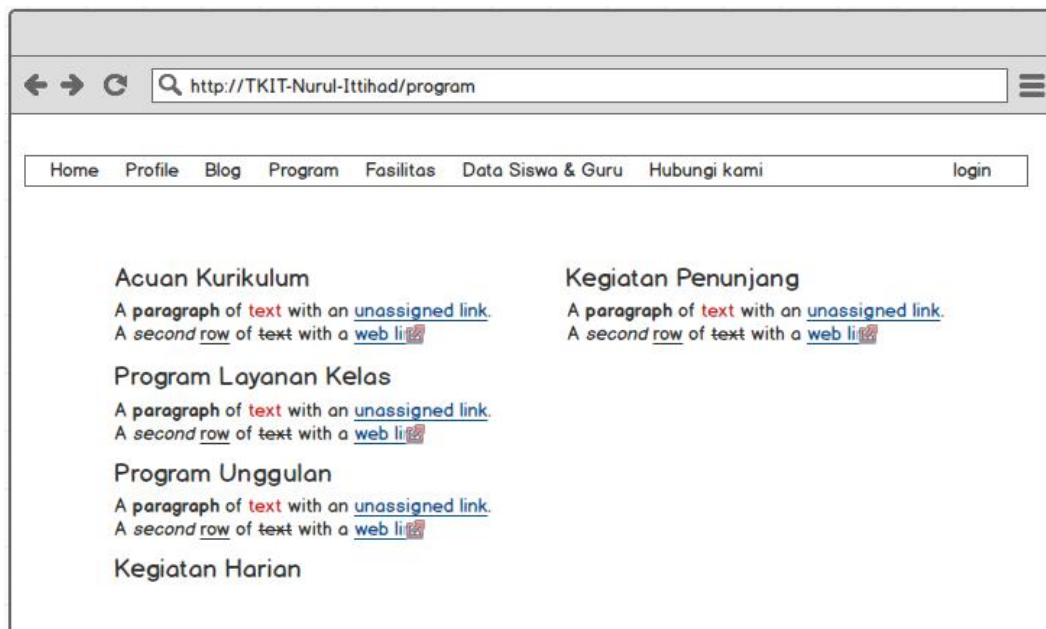 http://TKIT-Nurul-Ittihad/program
Home Profile Blog Program Fasilitas Data Siswa & Guru Hubungi kami login
Acuan Kurikulum
A paragraph of text with an unassigned link.
A second row of text with a web
Program Layanan Kelas
A paragraph of text with an unassigned link.
A second row of text with a web
Program Unggulan
A paragraph of text with an unassigned link.
A second row of text with a web
Kegiatan Harian
Kegiatan Penunjang
A paragraph of text with an unassigned link.
A second row of text with a web